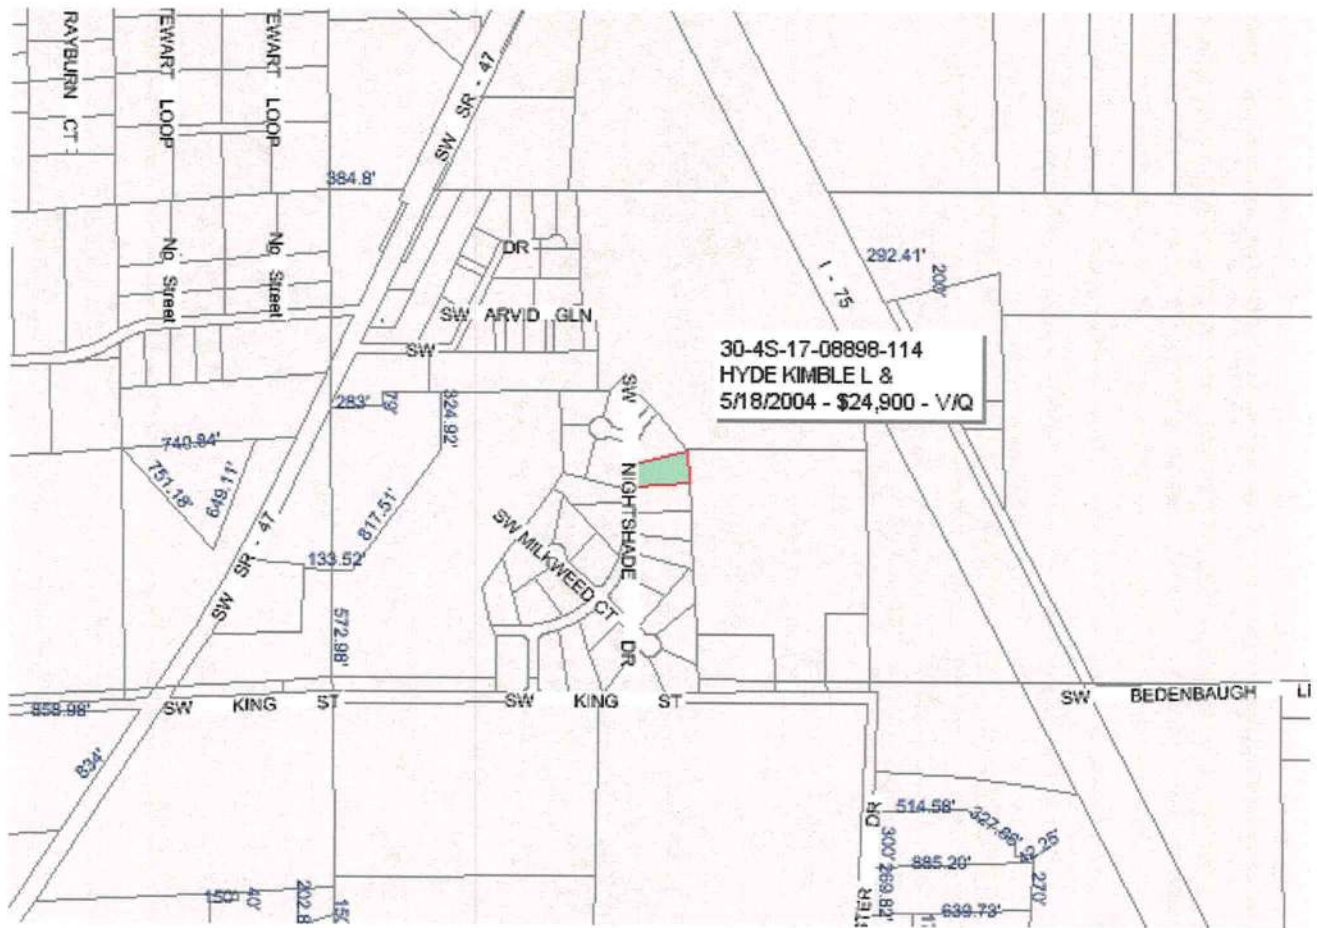 RAYBURN CT
TEWART LOOP
EWART LOOP
SW SR - 47
384.8'
No Street
No Street
DR
SW ARVID GLN
SW
I - 75
292.41'
200'
30-4S-17-08898-114
HYDE KIMBLE L &
5/18/2004 - $24,900 - V/Q
283'
79'
324.92'
SW NIGHTSHADE DR
740.94'
751.18'
649.11'
817.51'
SW MILKWEED CT
SW SR - 47
133.52'
572.98'
858.98'
SW KING ST
SW KING ST
SW BEDENBAUGH
834'
DR
514.58'
327.86'
300'
269.82'
885.20'
270'
639.73'
150'
40'
202.8